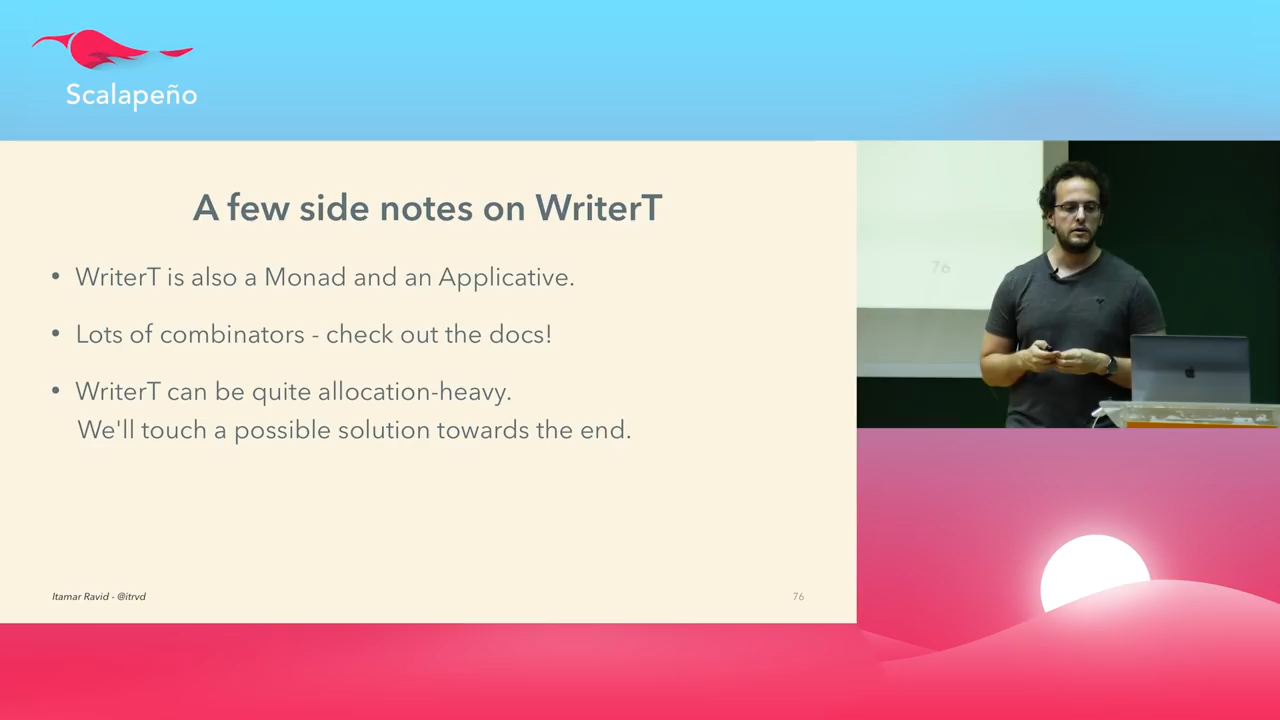 Scalapeño
A few side notes on WriterT
• WriterT is also a Monad and an Applicative.
• Lots of combinators - check out the docs!
• WriterT can be quite allocation-heavy.
We'll touch a possible solution towards the end.
Itamar Ravid - @itrvd
76
76